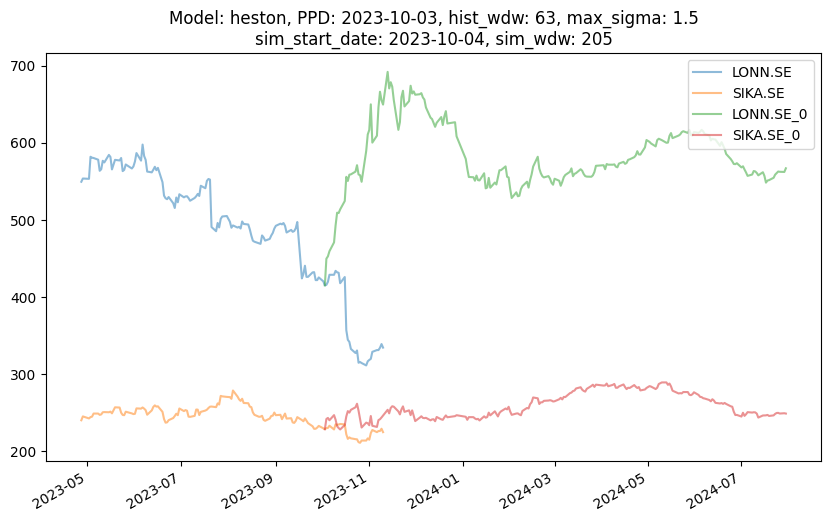 Model: heston, PPD: 2023-10-03, hist_wdw: 63, max_sigma: 1.5
sim_start_date: 2023-10-04, sim_wdw: 205
LONN.SE
SIKA.SE
LONN.SE_0
SIKA.SE_0
700
600
500
400
300
200
2023-05
2023-07
2023-09
2023-11
2024-01
2024-03
2024-05
2024-07